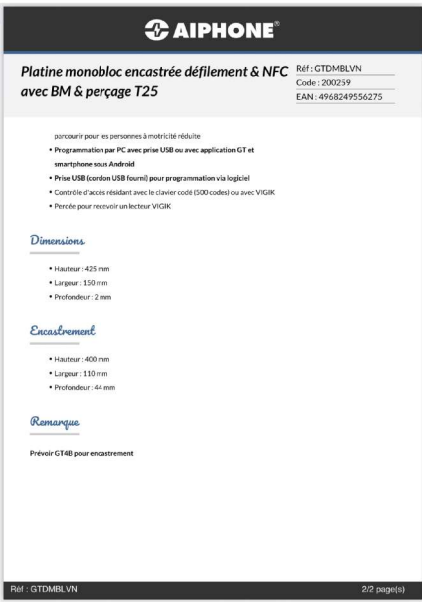 AIPHONE®
Platine monobloc encastrée défilement & NFC
avec BM & perçage T25
Réf : GTDMBLVN
Code : 200259
EAN : 4968249556275
parcourir pour es personnes à motricité réduite
• Programmation par PC avec prise USB ou avec application GT et
smartphone sous Android
• Prise USB (cordon USB fourni) pour programmation via logiciel
• Contrôle d'accès résidant avec le clavier codé (500 codes) ou avec VIGIK
• Percée pour recevoir un lecteur VIGIK
Dimensions
• Hauteur : 425 mm
• Largeur : 150 mm
• Profondeur : 2 mm
Encastrement
• Hauteur : 400 mm
• Largeur : 110 mm
• Profondeur : 44 mm
Remarque
Prévoir GT4B pour encastrement
Réf : GTDMBLVN
2/2 page(s)